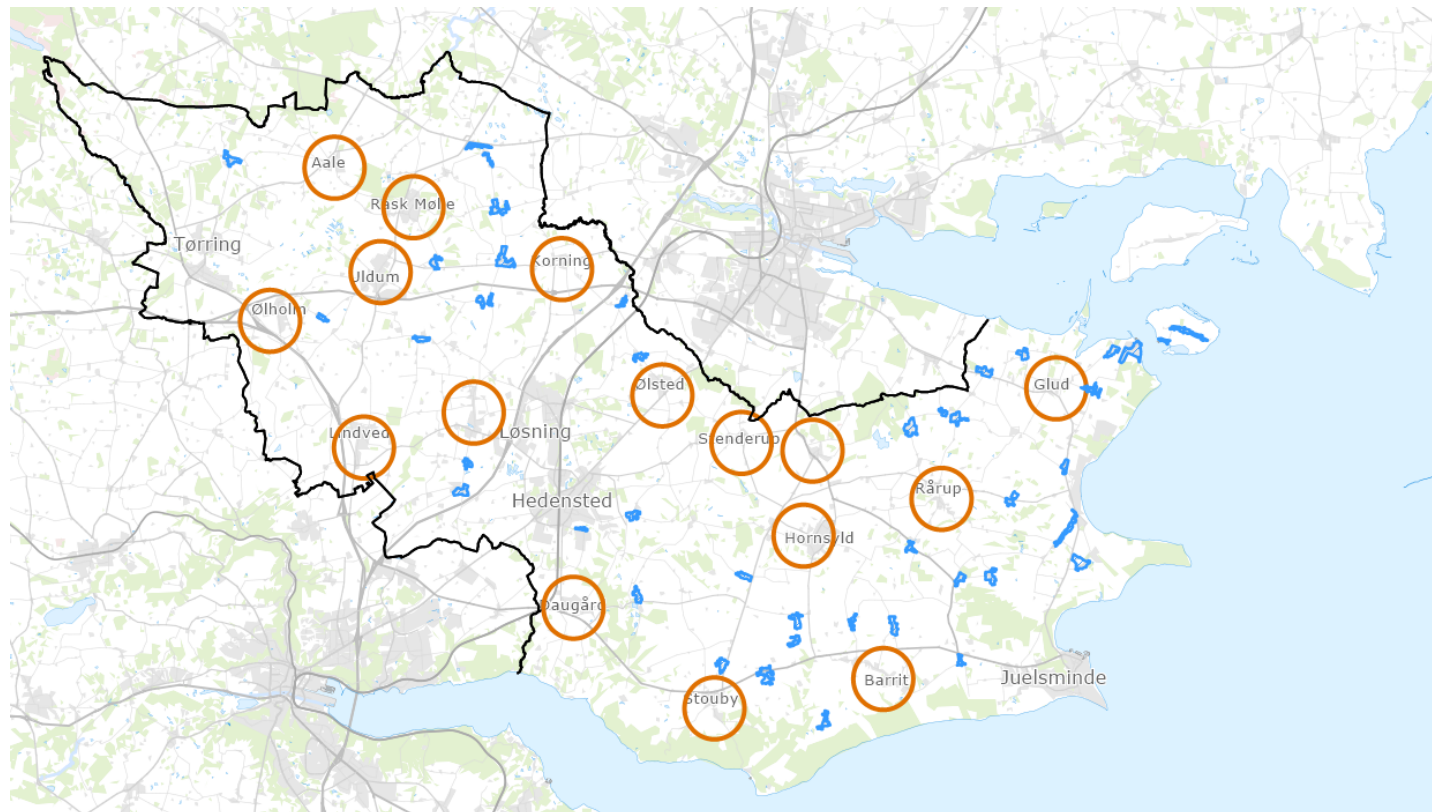 Aale
Rask Mølle
Tørring
Korning
Uldum
Ølholm
Glud
Ølsted
Lindved
Løsning
Stenderup
Rårup
Hedensted
Hornsyld
Daugård
Juelsminde
Barrit
Stouby